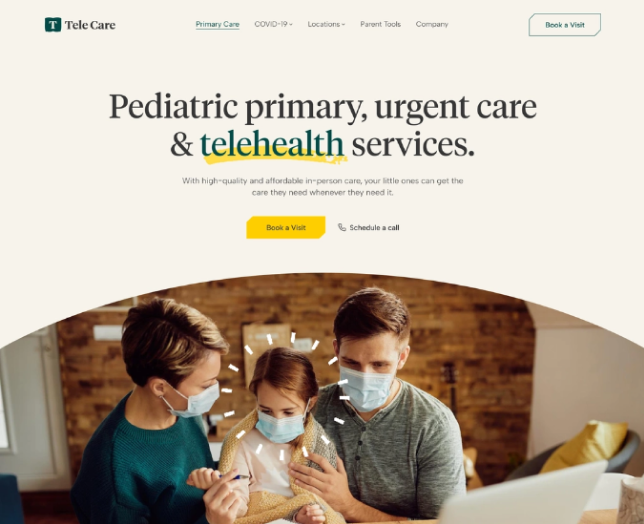 T Tele Care
Primary Care
COVID-19
Locations
Parent Tools
Company
Book a Visit
Pediatric primary, urgent care
& telehealth services.
With high-quality and affordable in-person care, your little ones can get the
care they need whenever they need it.
Book a Visit
Schedule a call